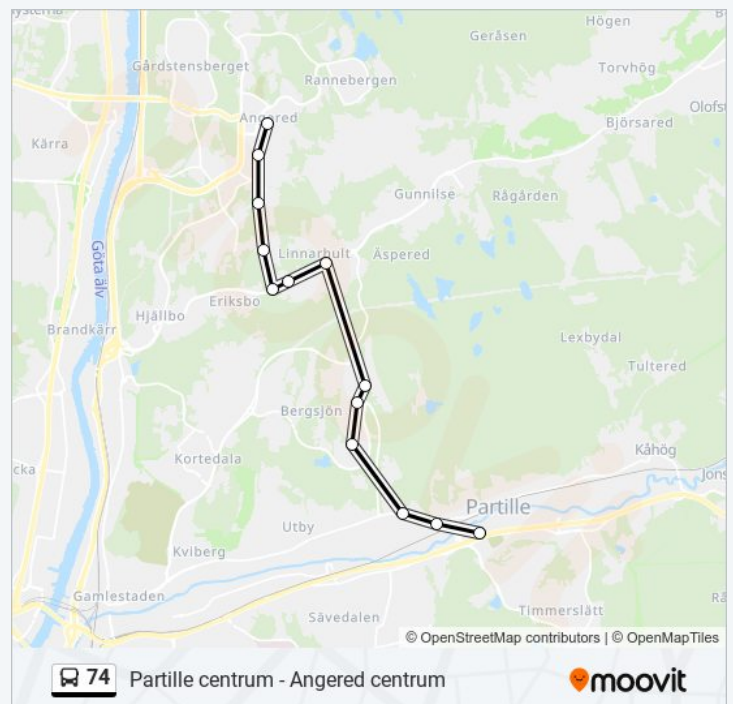 Högen
Geråsen
Gårdstensberget
Torvhög
Rannebergen
Angered
Björsared
Kärra
Gunnilse
Rågården
Göta älv
Linnarhult
Äspered
Eriksbo
Hjällbo
Brandkärr
Lexbydal
Tultered
Bergsjön
Kortedala
Kåhög
Partille
Utby
Kviberg
Gamlestaden
Timmerslätt
Sävedalen
© OpenStreetMap contributors | © OpenMapTiles
74 Partille centrum - Angered centrum
moovit